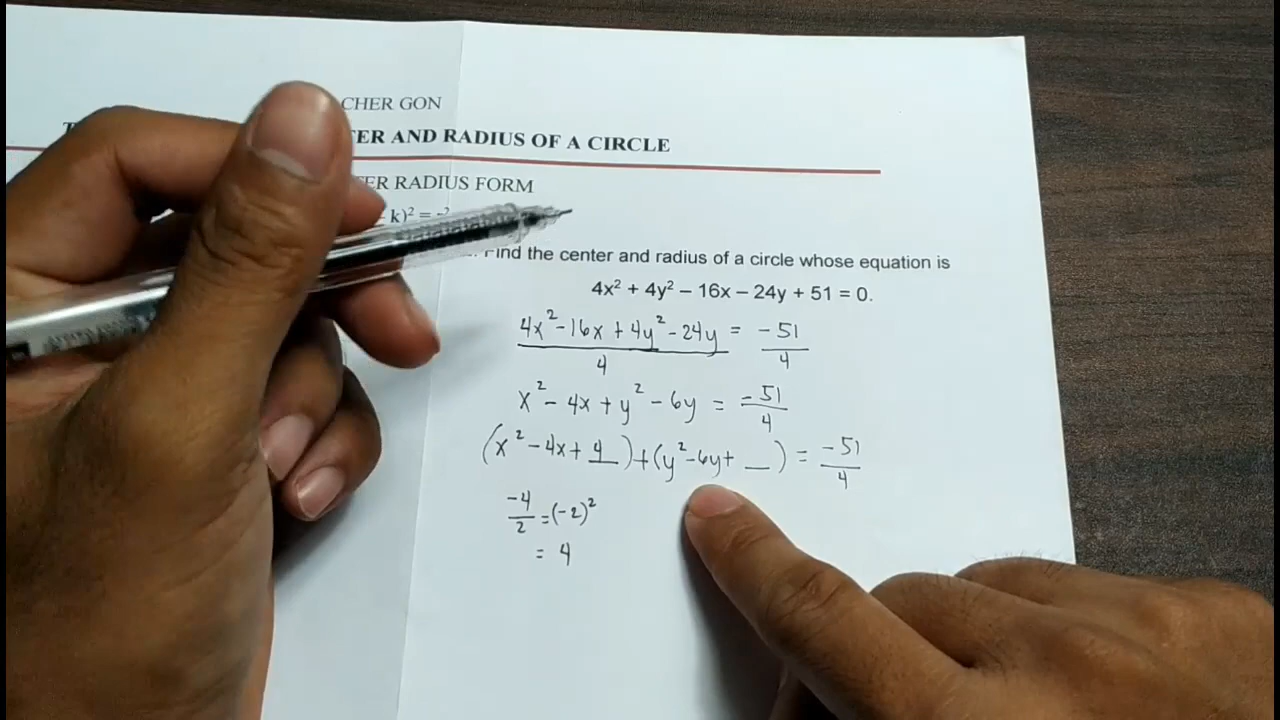 CHER GON
TER AND RADIUS OF A CIRCLE
ER RADIUS FORM
k)² =
Find the center and radius of a circle whose equation is
4x² + 4y² – 16x – 24y + 51 = 0.
4x² - 16x + 4y² - 24y = -51
4 4
x² - 4x + y² - 6y = -51
4
(x² - 4x + 4) + (y² - 6y + __) = -51
4
-4
2 = (-2)²
= 4